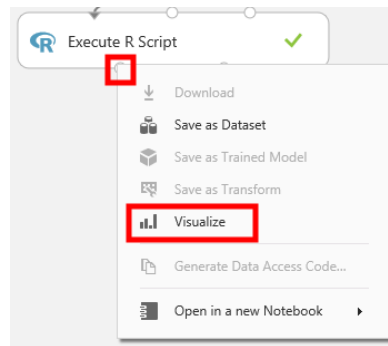 R Execute R Script
Download
Save as Dataset
Save as Trained Model
Save as Transform
Visualize
Generate Data Access Code...
Open in a new Notebook